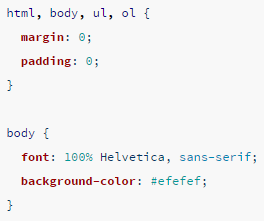 html, body, ul, ol {
  margin: 0;
  padding: 0;
}

body {
  font: 100% Helvetica, sans-serif;
  background-color: #efefef;
}